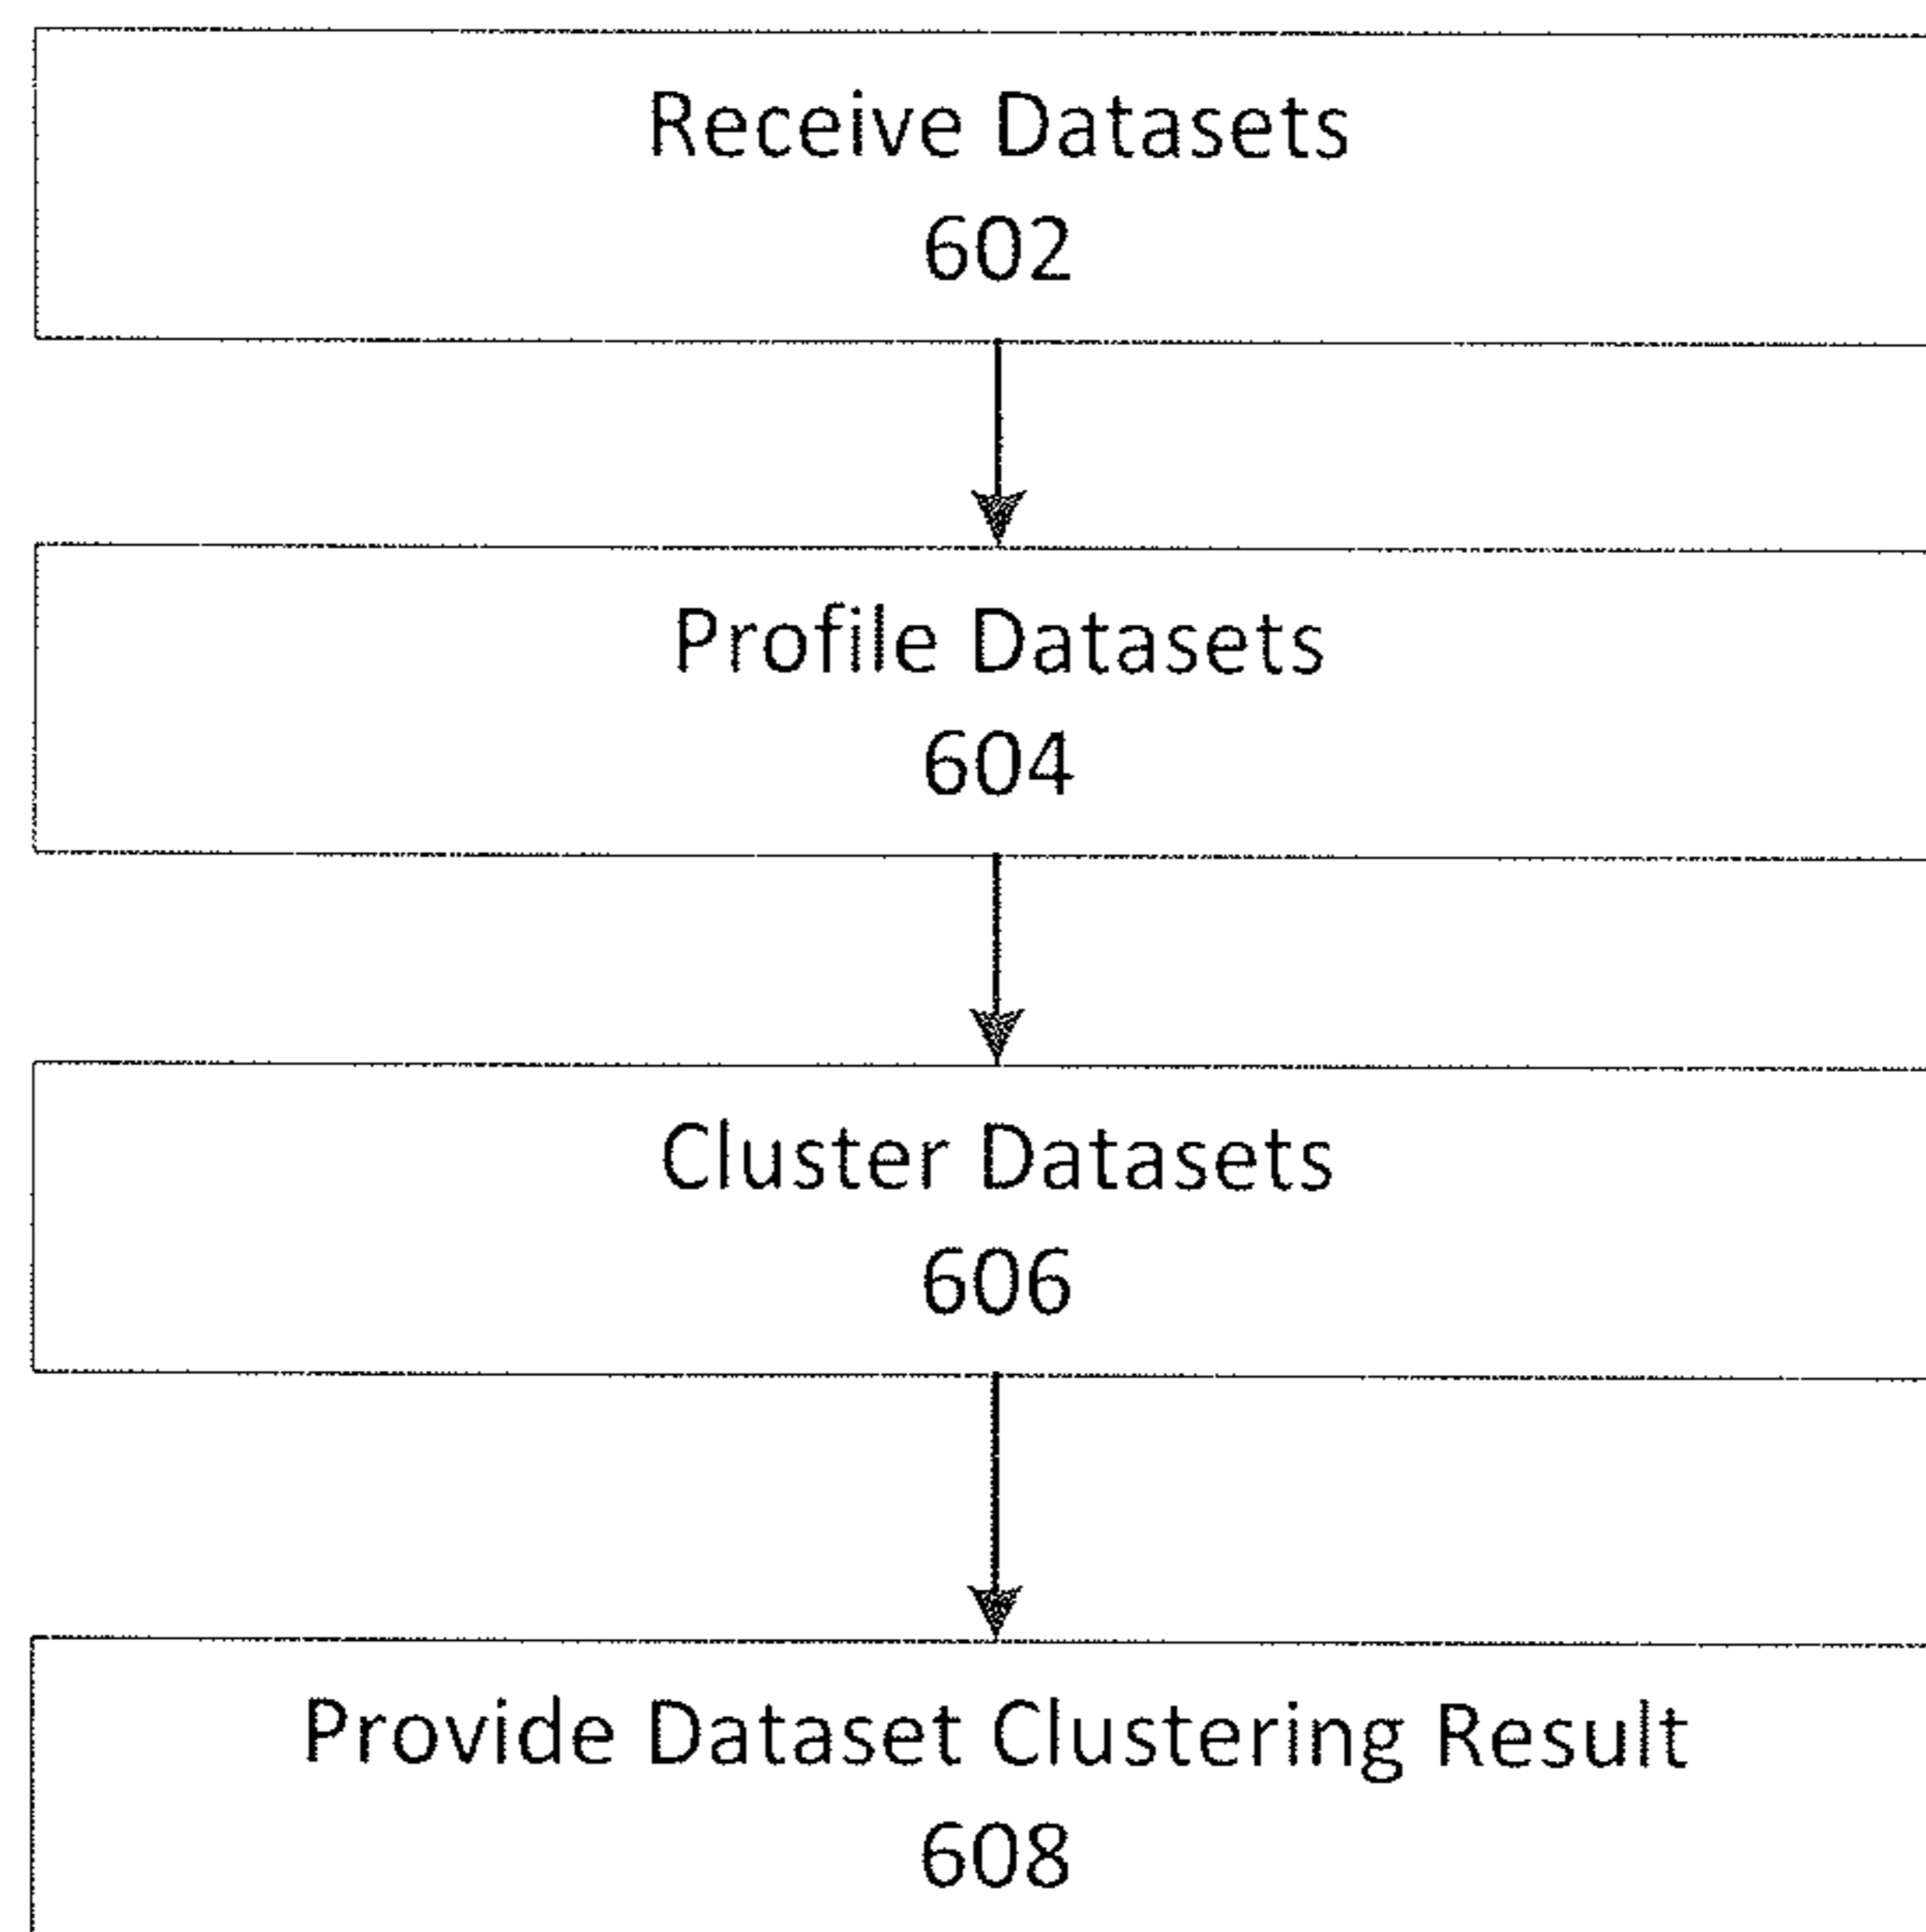 Receive Datasets
602
Profile Datasets
604
Cluster Datasets
606
Provide Dataset Clustering Result
608